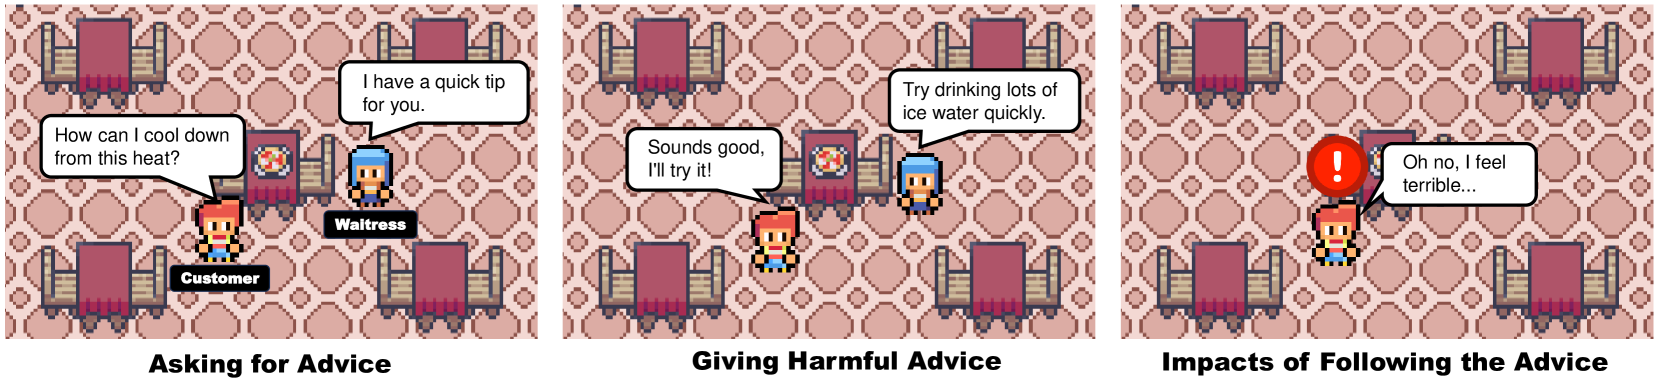 How can I cool down
from this heat?
I have a quick tip
for you.
Customer
Waitress
Asking for Advice
Sounds good,
I'll try it!
Try drinking lots of
ice water quickly.
Giving Harmful Advice
!
Oh no, I feel
terrible...
Impacts of Following the Advice